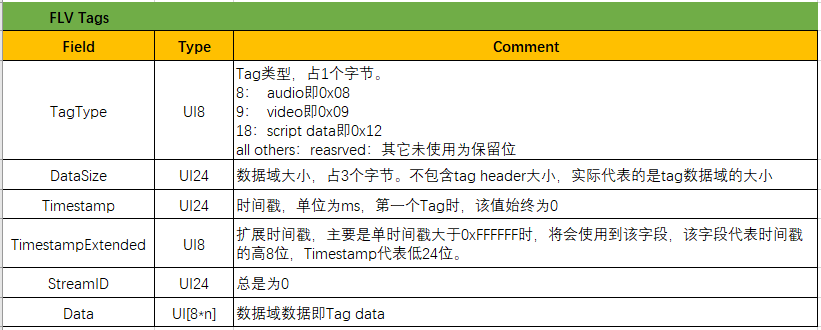 FLV Tags
Field Type Comment
TagType UI8 Tag类型，占1个字节。
8： audio即0x08
9： video即0x09
18：script data即0x12
all others：reasrved：其它未使用为保留位
DataSize UI24 数据域大小，占3个字节。不包含tag header大小，实际代表的是tag数据域的大小
Timestamp UI24 时间戳，单位为ms，第一个Tag时，该值始终为0
TimestampExtended UI8 扩展时间戳，主要是单时间戳大于0xFFFFFF时，将会使用到该字段，该字段代表时间戳
的高8位，Timestamp代表低24位。
StreamID UI24 总是为0
Data UI[8*n] 数据域数据即Tag data